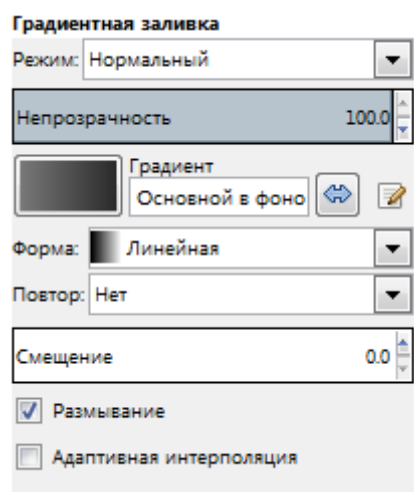 Градиентная заливка
Режим: Нормальный
Непрозрачность 100.0
Градиент
Основной в фоно
Форма: Линейная
Повтор: Нет
Смещение 0.0
Размывание
Адаптивная интерполяция